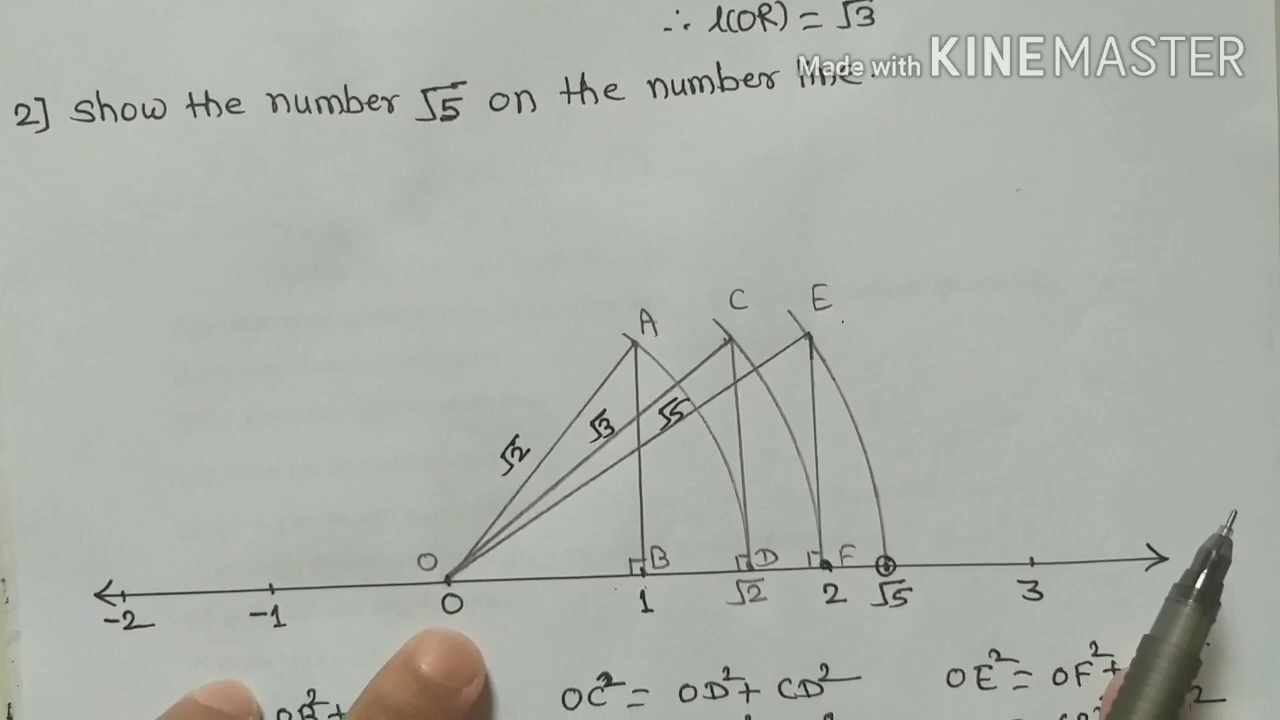 ∴ l(OR) = √3
Made with KINEMASTER
2] show the number √5 on the number line.
A C E
√2 √3 √5
O B D F
-2 -1 0 1 √2 2 √5 3
OC² = OD² + CD²
OE² = OF² +